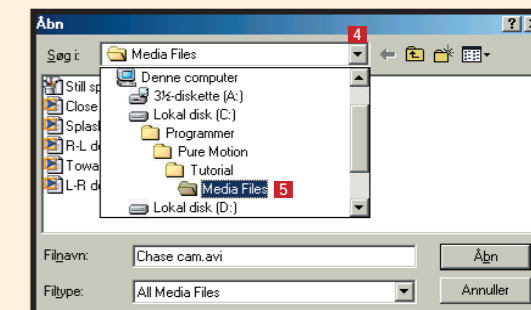 Åbn
4
Søg i: Media Files
Still sp
Close
Splas
R-L d
Towa
L-R d
Denne computer
3½-diskette (A:)
Lokal disk (C:)
Programmer
Pure Motion
Tutorial
Media Files 5
Lokal disk (D:)
Filnavn: Chase cam.avi Åbn
Filtype: All Media Files Annuller